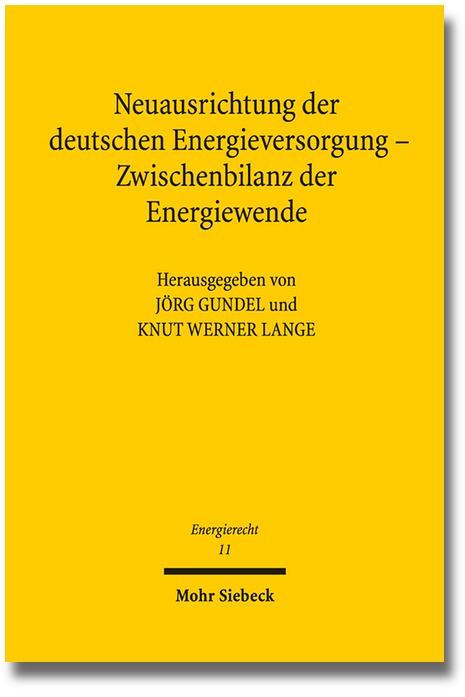 Neuausrichtung der
deutschen Energieversorgung –
Zwischenbilanz der
Energiewende
Herausgegeben von
JÖRG GUNDEL und
KNUT WERNER LANGE
Energierecht
11
Mohr Siebeck